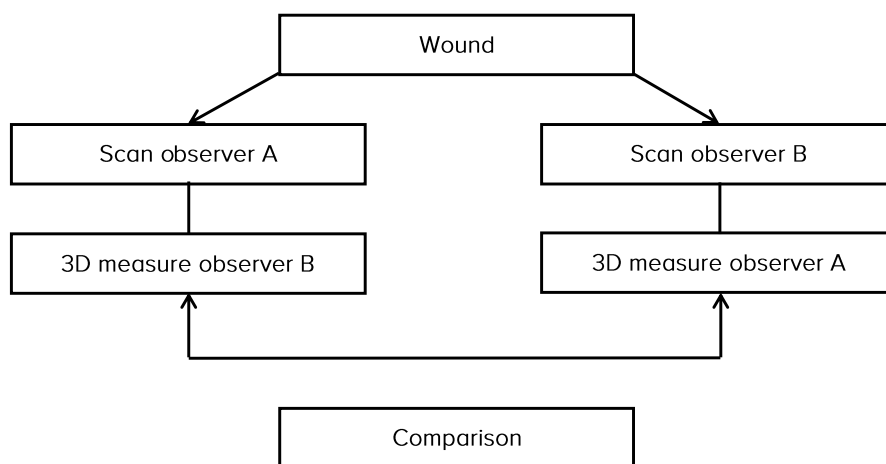 Wound
Scan observer A
Scan observer B
3D measure observer B
3D measure observer A
Comparison